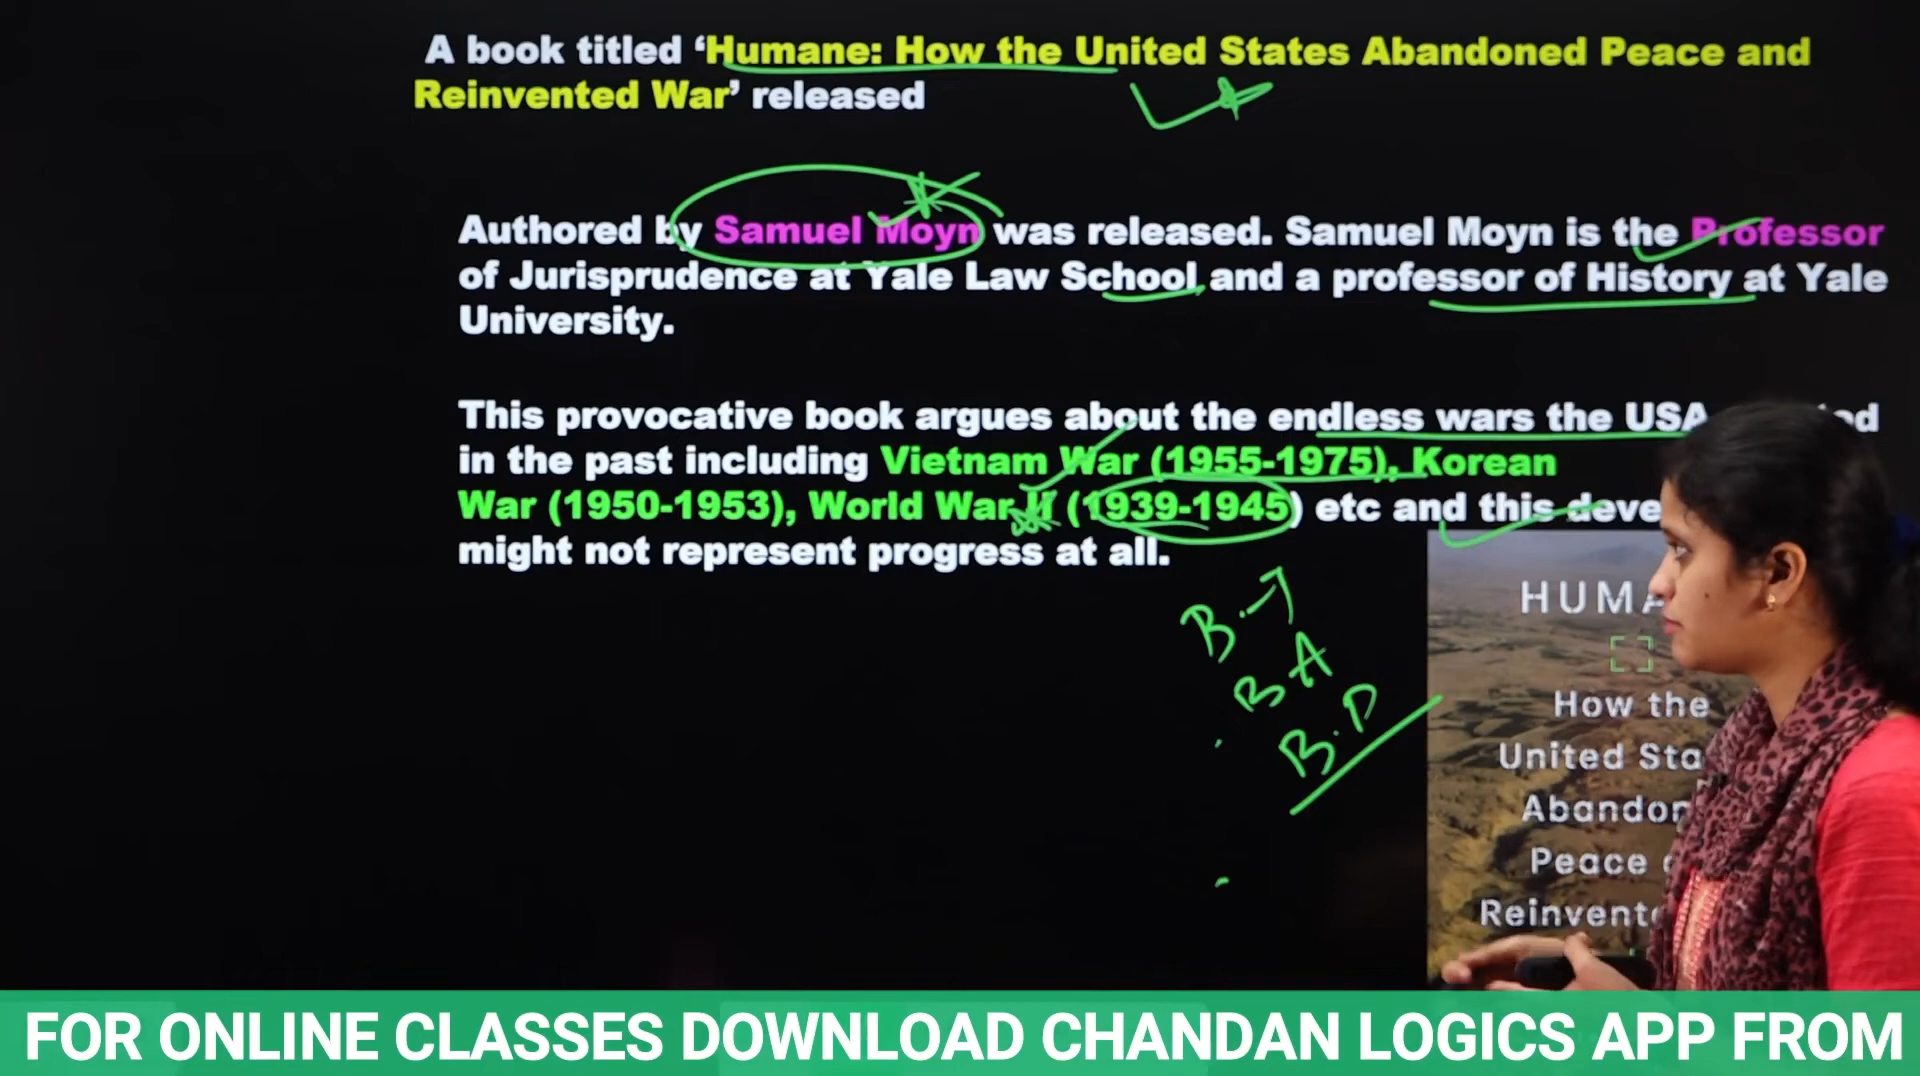 A book titled ‘Humane: How the United States Abandoned Peace and
Reinvented War’ released
Authored by Samuel Moyn was released. Samuel Moyn is the Professor
of Jurisprudence at Yale Law School and a professor of History at Yale
University.
This provocative book argues about the endless wars the USA
in the past including Vietnam War (1955-1975), Korean
War (1950-1953), World War II (1939-1945) etc and this
might not represent progress at all.
B.
B A
B.D
How the
United
Peace
FOR ONLINE CLASSES DOWNLOAD CHANDAN LOGICS APP FROM